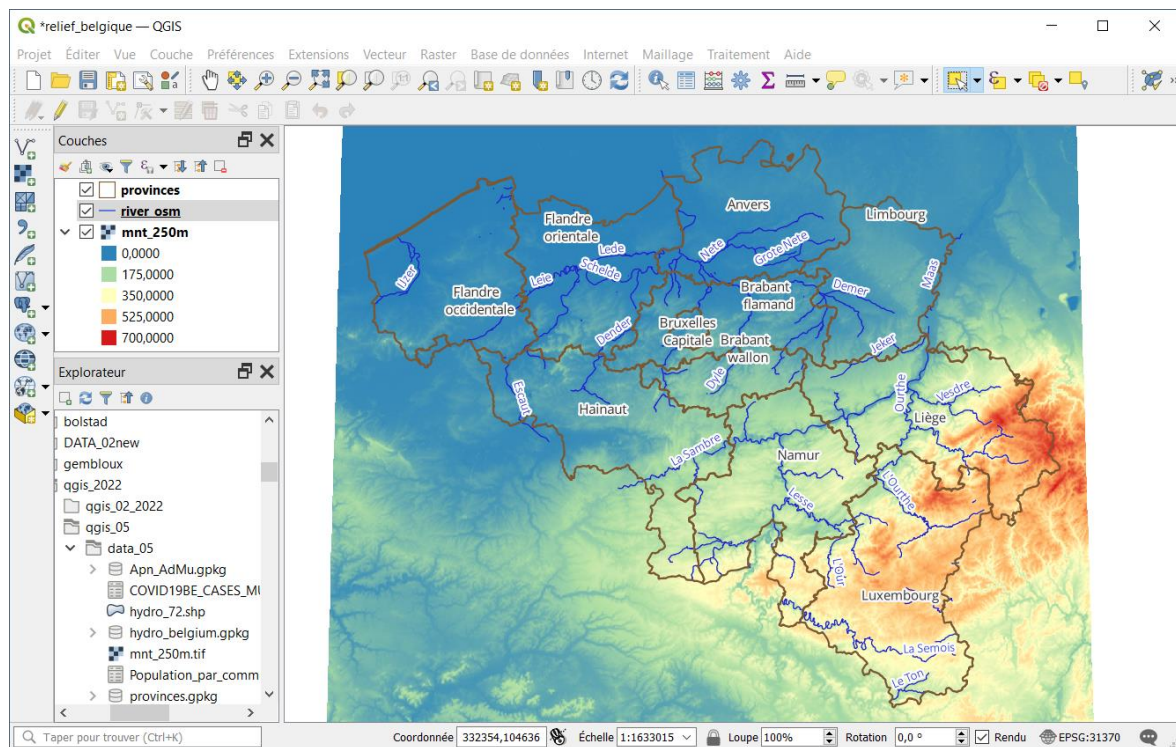 *relief_belgique — QGIS
Projet Éditer Vue Couche Préférences Extensions Vecteur Raster Base de données Internet Maillage Traitement Aide
Couches
provinces
river_osm
mnt_250m
0,0000
175,0000
350,0000
525,0000
700,0000
Explorateur
bolstad
DATA_02new
gembloux
qgis_2022
qgis_02_2022
qgis_05
data_05
Apn_AdMu.gpkg
COVID19BE_CASES_MU
hydro_72.shp
hydro_belgium.gpkg
mnt_250m.tif
Population_par_comm
provinces.gpkg
Anvers
Limbourg
Flandre
orientale
Lede
Nete
Grote Nete
Maas
IJzer
Leie
Schelde
Flandre
occidentale
Brabant
flamand
Demer
Dender
Bruxelles
Capitale
Brabant
wallon
Jeker
Dyle
Escaut
Hainaut
Ourthe
Vesdre
Liège
La Sambre
Namur
Lesse
L'Ourthe
L'Our
Luxembourg
La Semois
Le Ton
Taper pour trouver (Ctrl+K) Coordonnée 332354,104636 Échelle 1:1633015 Loupe 100% Rotation 0,0 ° Rendu EPSG:31370